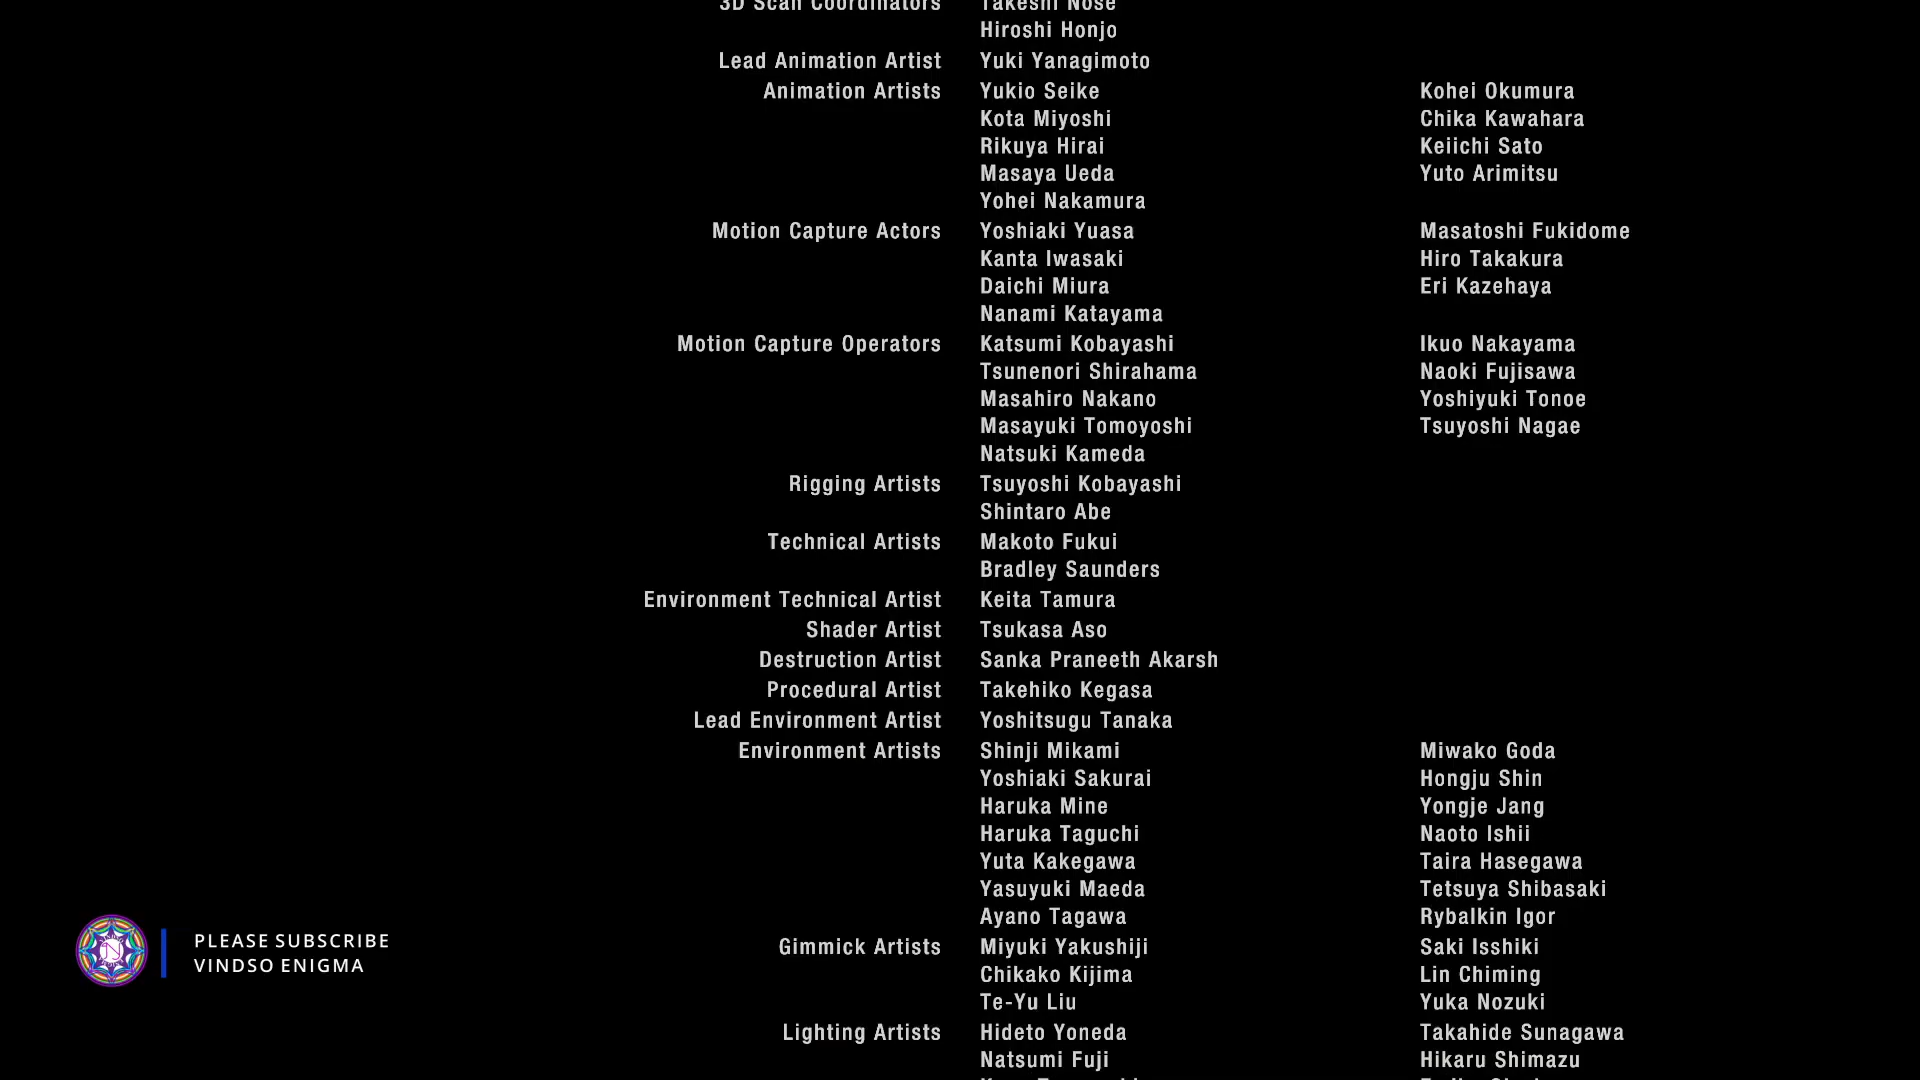 3D Scan Coordinators Takeshi Nose
Hiroshi Honjo
Lead Animation Artist Yuki Yanagimoto
Animation Artists Yukio Seike Kohei Okumura
Kota Miyoshi Chika Kawahara
Rikuya Hirai Keiichi Sato
Masaya Ueda Yuto Arimitsu
Yohei Nakamura
Motion Capture Actors Yoshiaki Yuasa Masatoshi Fukidome
Kanta Iwasaki Hiro Takakura
Daichi Miura Eri Kazehaya
Nanami Katayama
Motion Capture Operators Katsumi Kobayashi Ikuo Nakayama
Tsunenori Shirahama Naoki Fujisawa
Masahiro Nakano Yoshiyuki Tonoe
Masayuki Tomoyoshi Tsuyoshi Nagae
Natsuki Kameda
Rigging Artists Tsuyoshi Kobayashi
Shintaro Abe
Technical Artists Makoto Fukui
Bradley Saunders
Environment Technical Artist Keita Tamura
Shader Artist Tsukasa Aso
Destruction Artist Sanka Praneeth Akarsh
Procedural Artist Takehiko Kegasa
Lead Environment Artist Yoshitsugu Tanaka
Environment Artists Shinji Mikami Miwako Goda
Yoshiaki Sakurai Hongju Shin
Haruka Mine Yongje Jang
Haruka Taguchi Naoto Ishii
Yuta Kakegawa Taira Hasegawa
Yasuyuki Maeda Tetsuya Shibasaki
Ayano Tagawa Rybalkin Igor
Gimmick Artists Miyuki Yakushiji Saki Isshiki
Chikako Kijima Lin Chiming
Te-Yu Liu Yuka Nozuki
Lighting Artists Hideto Yoneda Takahide Sunagawa
Natsumi Fuji Hikaru Shimazu
PLEASE SUBSCRIBE
VINDSO ENIGMA